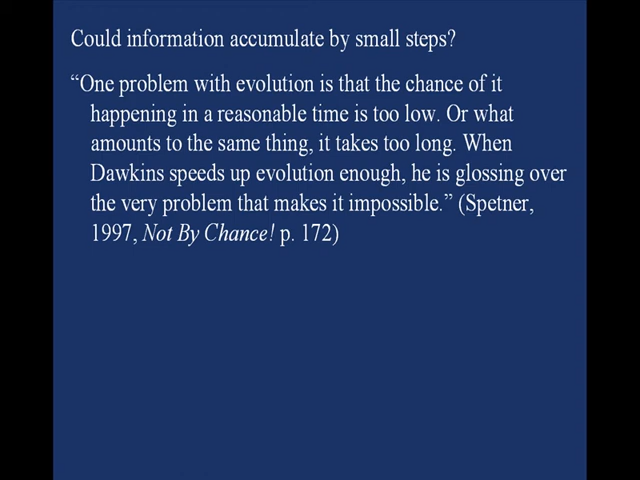 Could information accumulate by small steps?
“One problem with evolution is that the chance of it
happening in a reasonable time is too low. Or what
amounts to the same thing, it takes too long. When
Dawkins speeds up evolution enough, he is glossing over
the very problem that makes it impossible.” (Spetner,
1997, Not By Chance! p. 172)